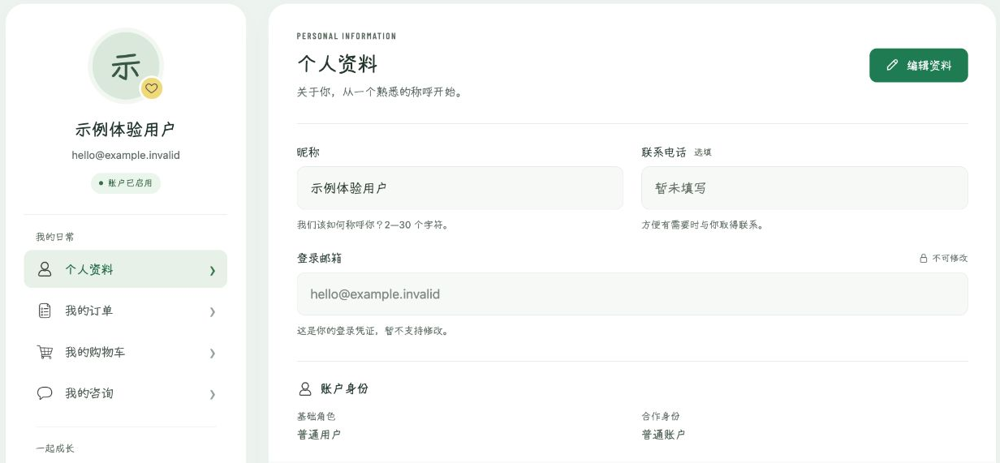 示
示例体验用户
hello@example.invalid
账户已启用
我的日常
个人资料
我的订单
我的购物车
我的咨询
一起成长
PERSONAL INFORMATION
个人资料
编辑资料
关于你，从一个熟悉的称呼开始。
昵称
示例体验用户
我们该如何称呼你？2—30 个字符。
联系电话 选填
暂未填写
方便有需要时与你取得联系。
登录邮箱
不可修改
hello@example.invalid
这是你的登录凭证，暂不支持修改。
账户身份
基础角色
普通用户
合作身份
普通账户